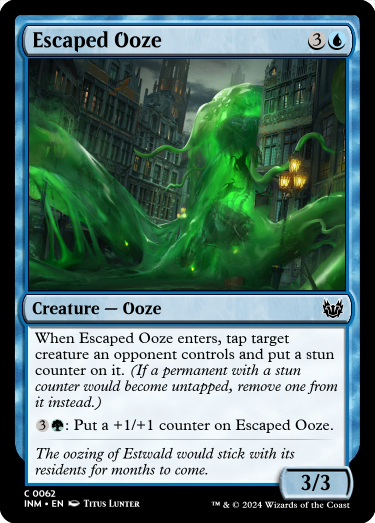 Escaped Ooze 3
Creature — Ooze
When Escaped Ooze enters, tap target
creature an opponent controls and put a stun
counter on it. (If a permanent with a stun
counter would become untapped, remove one from
it instead.)
3 : Put a +1/+1 counter on Escaped Ooze.
The oozing of Estwald would stick with its
residents for months to come.
3/3
C 0062
INM • EN Titus Lunter ™ & © 2024 Wizards of the Coast